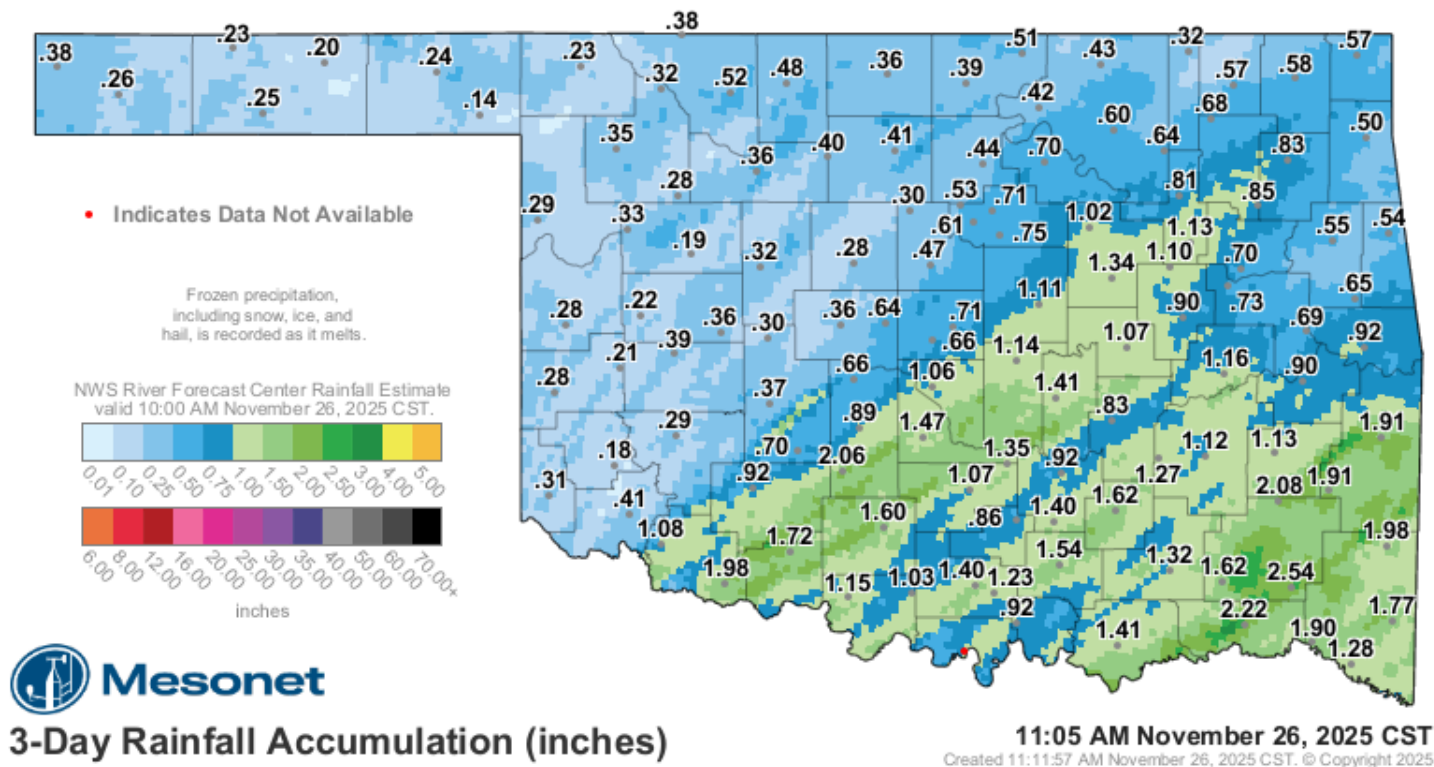 .38
.23 .51 .32 .57
.38 .20 .24 .23 .36 .39 .43 .58
.26 .32 .52 .48 .57
.25 .14 .42 .60 .68
.35 .40 .41 .44 .70 .64 .83 .50
.36
.28 .30 .53 .71 .81 .85
.29 .33 1.02 .54
Indicates Data Not Available
.19 .32 .28 .61 .47 .75 1.13 1.10 .70 .55
1.34
Frozen precipitation,
including snow, ice, and
hail, is recorded as it melts.
.28 .22 .36 .30 .36 .64 .71 1.11 .90 .73 .65
.39 .66 1.14 1.07 .69 .92
.21
.28 .37 .66 1.06 1.41 1.16 .90
NWS River Forecast Center Rainfall Estimate
valid 10:00 AM November 26, 2025 CST.
.29 .89 1.47 .83 1.91
.18 .70 2.06 1.35 .92 1.12 1.13
.31 .92 1.07 1.27 2.08 1.91
0.01 0.10 0.25 0.50 0.75 1.00 1.50 2.00 2.50 3.00 4.00 5.00
.41 1.60 .86 1.40 1.62
1.08 1.72 1.54 1.32 1.98
6.00 8.00 12.00 16.00 20.00 25.00 30.00 35.00 40.00 50.00 60.00 70.00+
1.98 1.15 1.03 1.40 1.23 1.62 2.54
inches
.92 1.41 2.22 1.90 1.77
1.28
Mesonet
3-Day Rainfall Accumulation (inches)
11:05 AM November 26, 2025 CST
Created 11:11:57 AM November 26, 2025 CST. © Copyright 2025